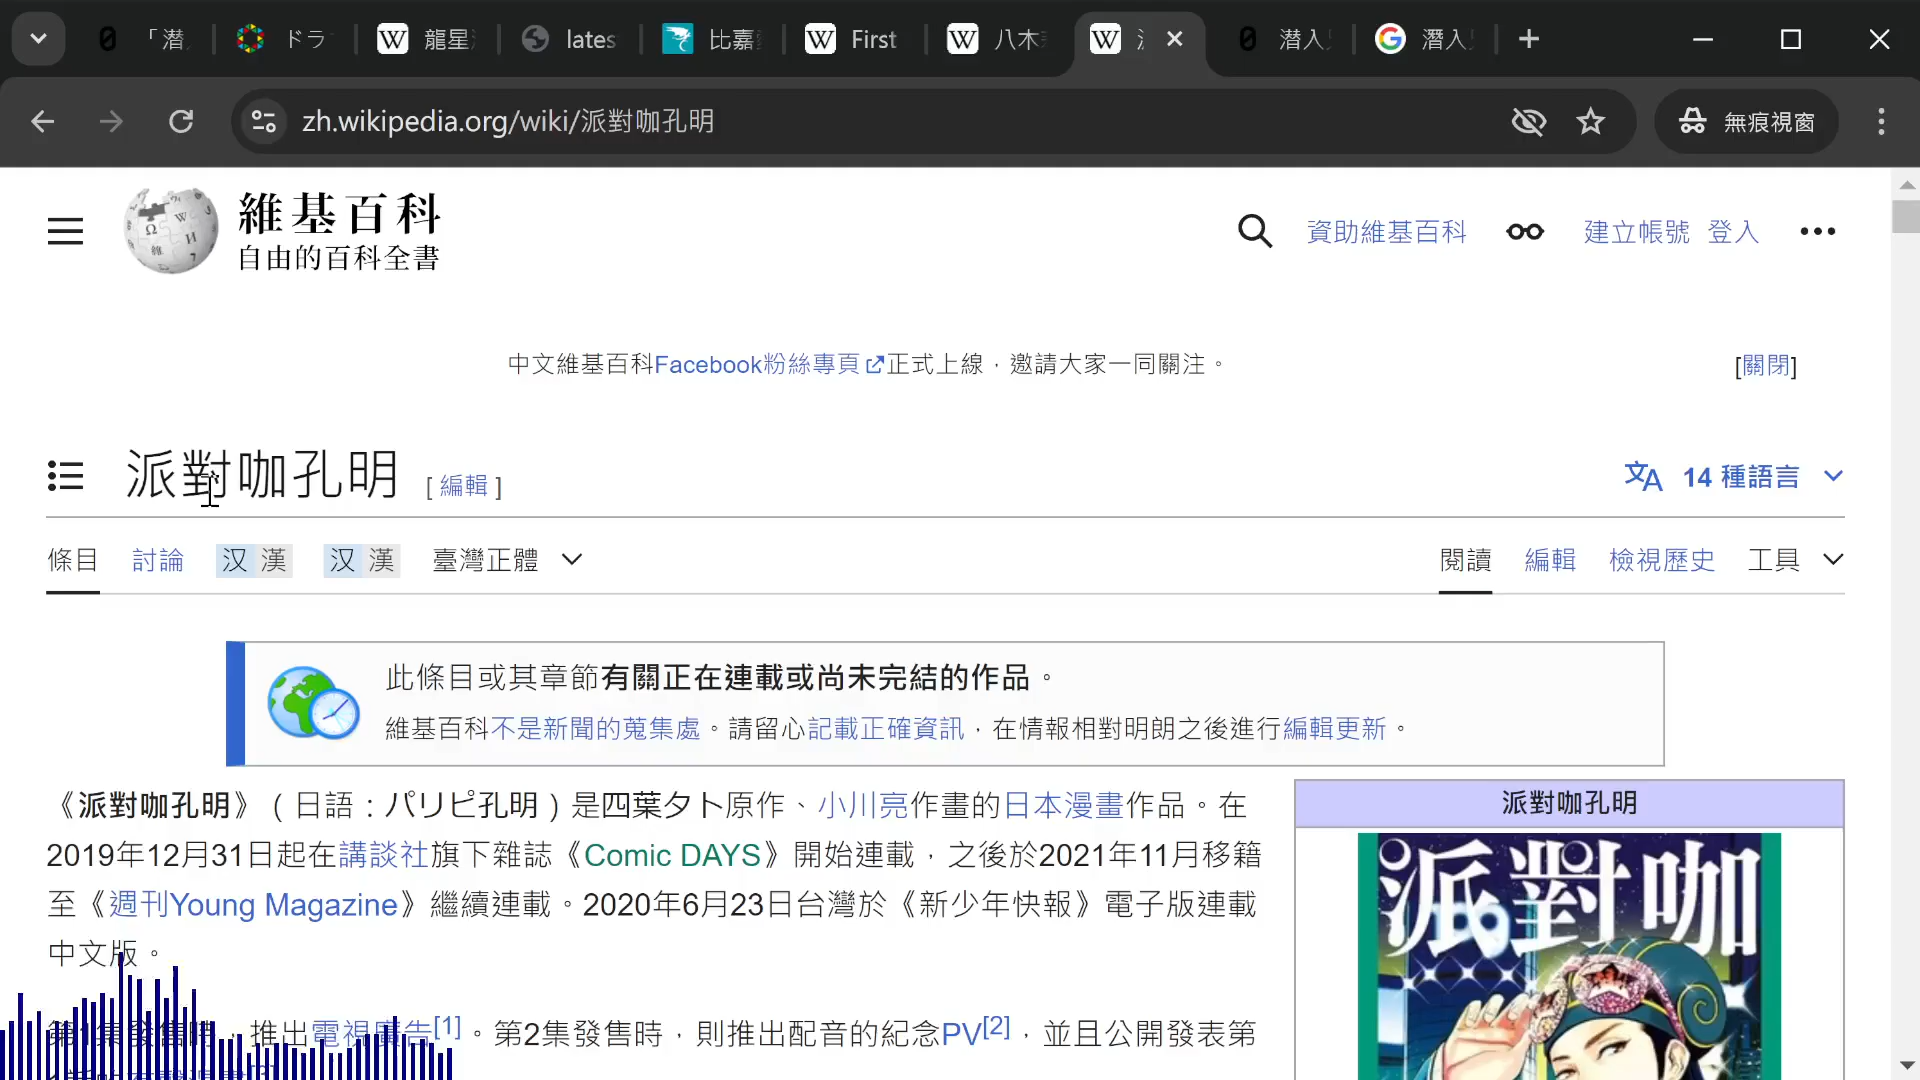 「潜
ドラ
龍星
lates
比嘉
First
八木
潜入
潛入
zh.wikipedia.org/wiki/派對咖孔明
無痕視窗
維基百科
自由的百科全書
資助維基百科
建立帳號 登入
中文維基百科Facebook粉絲專頁正式上線，邀請大家一同關注。
[關閉]
派對咖孔明 [編輯]
14 種語言
條目 討論 汉漢 汉漢 臺灣正體
閱讀 編輯 檢視歷史 工具
此條目或其章節有關正在連載或尚未完結的作品。
維基百科不是新聞的蒐集處。請留心記載正確資訊，在情報相對明朗之後進行編輯更新。
《派對咖孔明》（日語：パリピ孔明）是四葉夕卜原作、小川亮作畫的日本漫畫作品。在
2019年12月31日起在講談社旗下雜誌《Comic DAYS》開始連載，之後於2021年11月移籍
至《週刊Young Magazine》繼續連載。2020年6月23日台灣於《新少年快報》電子版連載
中文版。
第1集發售時，推出電視廣告[1]。第2集發售時，則推出配音的紀念PV[2]，並且公開發表第
派對咖孔明
派對咖